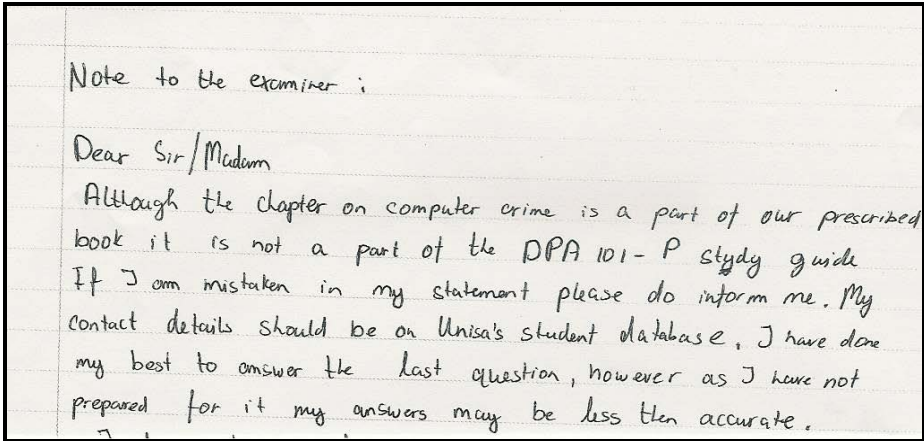 Note to the examiner :
Dear Sir/Madam
Although the chapter on computer crime is a part of our prescribed
book it is not a part of the DPA 101-P stydy guide
If I am mistaken in my statement please do inform me. My
contact details should be on Unisa's student database, I have done
my best to answer the last question, however as I have not
prepared for it my answers may be less then accurate.